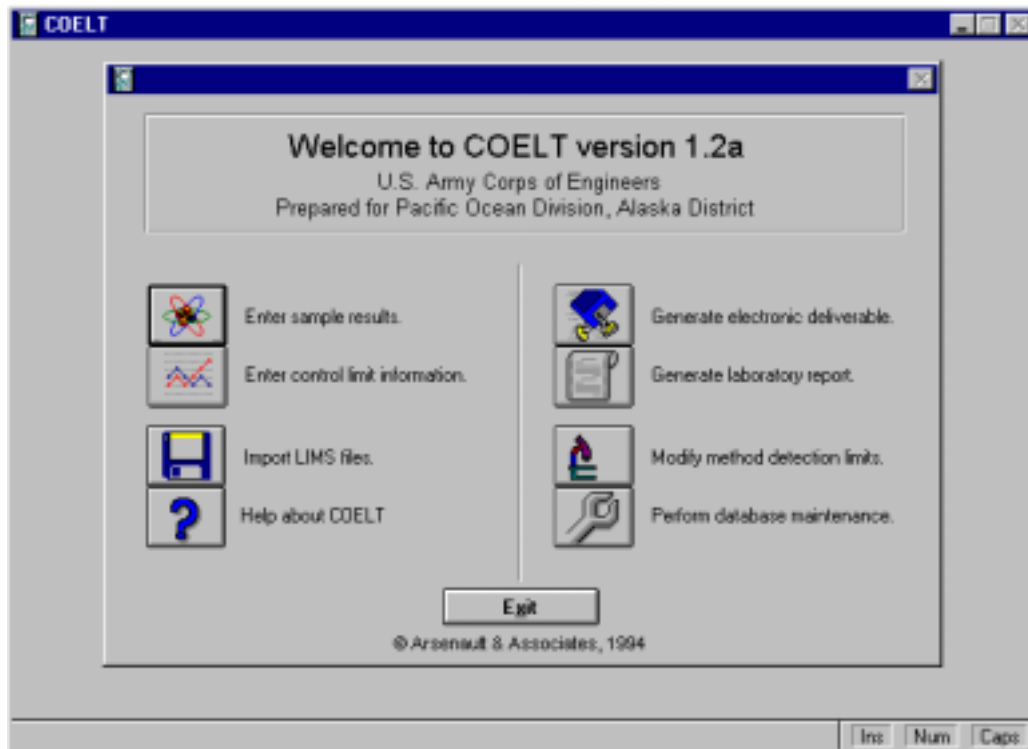 COELT
Welcome to COELT version 1.2a
U.S. Army Corps of Engineers
Prepared for Pacific Ocean Division, Alaska District
Enter sample results.
Enter control limit information.
Import LIMS files.
Help about COELT
Generate electronic deliverable.
Generate laboratory report.
Modify method detection limits.
Perform database maintenance.
Exit
© Arsenault & Associates, 1994
Ins Num Caps